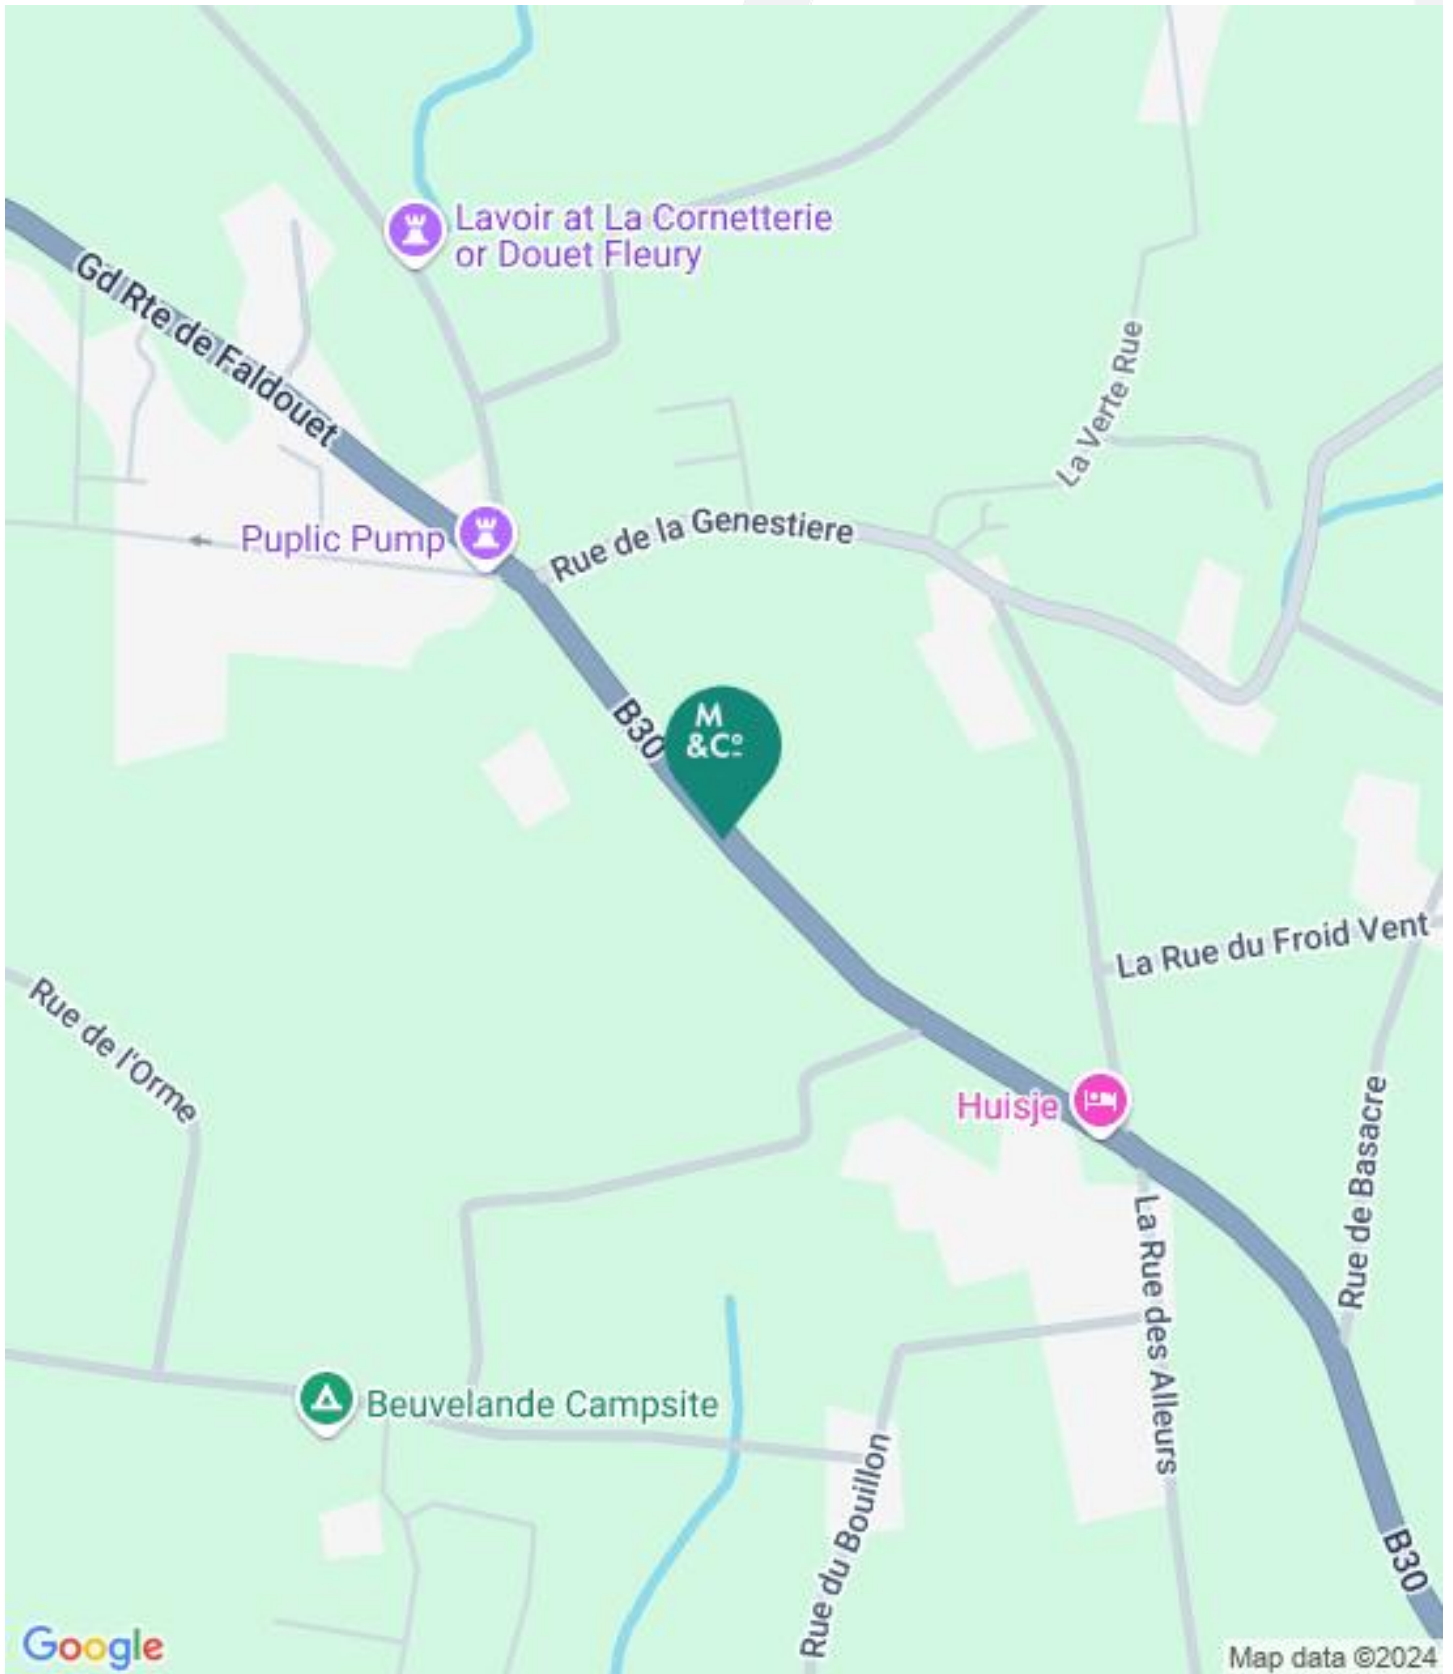 Lavoir at La Cornetterie
or Douet Fleury
Gd Rte de Faldouet
La Verte Rue
Puplic Pump
Rue de la Genestiere
B30
M
&Co
La Rue du Froid Vent
Rue de l'Orme
Huisje
Rue de Basacre
La Rue des Alleurs
Beuvelande Campsite
Rue du Bouillon
B30
Google
Map data ©2024